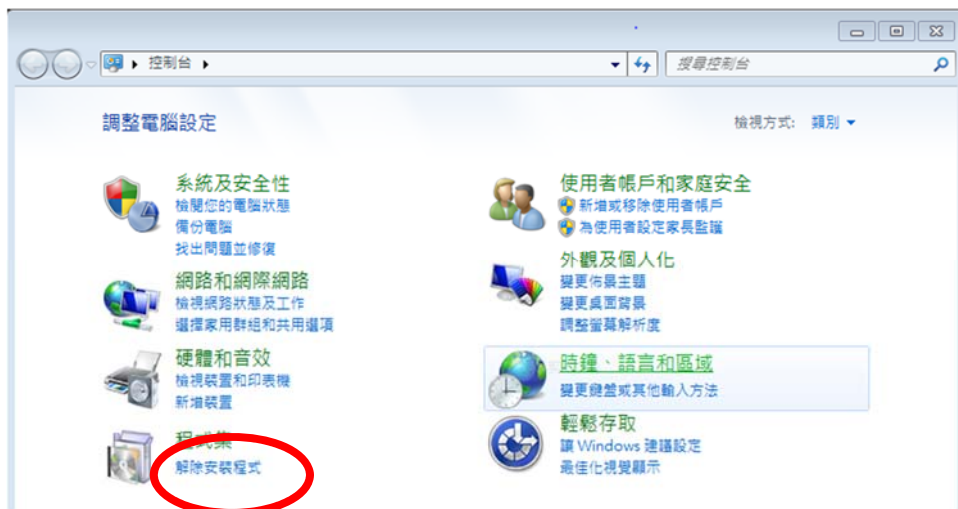 控制台
搜尋控制台
調整電腦設定
檢視方式: 類別
系統及安全性
檢閱您的電腦狀態
備份電腦
找出問題並修復
網路和網際網路
檢視網路狀態及工作
選擇家用群組和共用選項
硬體和音效
檢視裝置和印表機
新增裝置
程式集
解除安裝程式
使用者帳戶和家庭安全
新增或移除使用者帳戶
為使用者設定家長監護
外觀及個人化
變更佈景主題
變更桌面背景
調整螢幕解析度
時鐘、語言和區域
變更鍵盤或其他輸入方法
輕鬆存取
讓 Windows 建議設定
最佳化視覺顯示